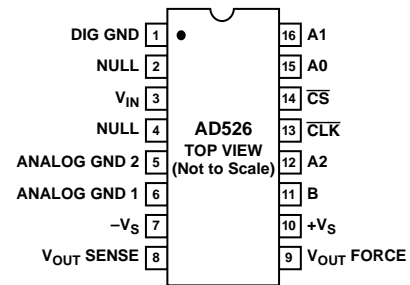 DIG GND 1
NULL 2
VIN 3
NULL 4
ANALOG GND 2 5
ANALOG GND 1 6
–VS 7
VOUT SENSE 8
AD526
TOP VIEW
(Not to Scale)
16 A1
15 A0
14 CS
13 CLK
12 A2
11 B
10 +VS
9 VOUT FORCE